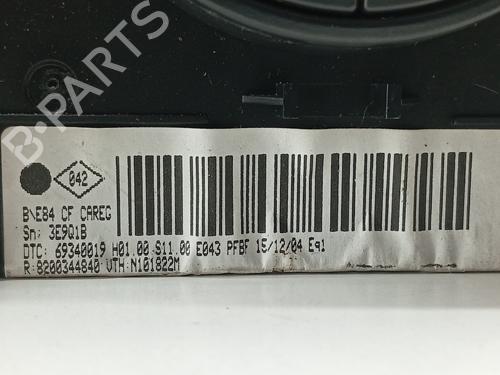 B-PARTS
042
B\E84 CF CAREG
Sn: 3E9Q1B
DTC: 69340019 H01.00 S11.00 E043 PFBF 15/12/04 Eq1
R:8200344840 VTH:N101822M